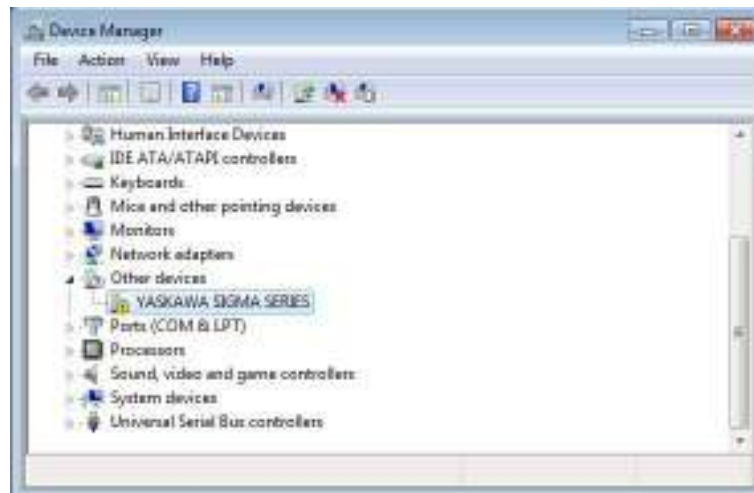 Device Manager
File Action View Help
Human Interface Devices
IDE ATA/ATAPI controllers
Keyboards
Mice and other pointing devices
Monitors
Network adapters
Other devices
YASKAWA SIGMA SERIES
Ports (COM & LPT)
Processors
Sound, video and game controllers
System devices
Universal Serial Bus controllers